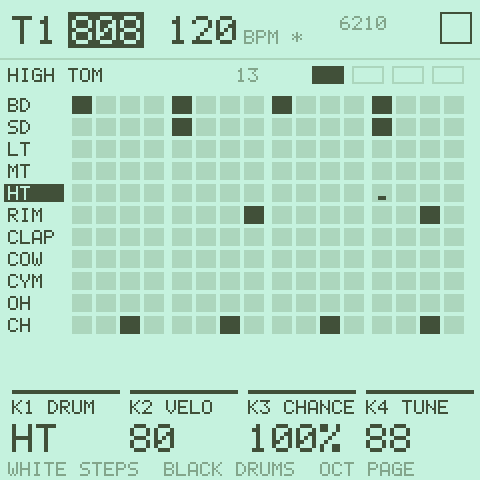 T1 808 120 BPM * 6210
HIGH TOM 13
BD
SD
LT
MT
HT
RIM
CLAP
COW
CYM
OH
CH
K1 DRUM K2 VELO K3 CHANCE K4 TUNE
HT 80 100% 88
WHITE STEPS BLACK DRUMS OCT PAGE